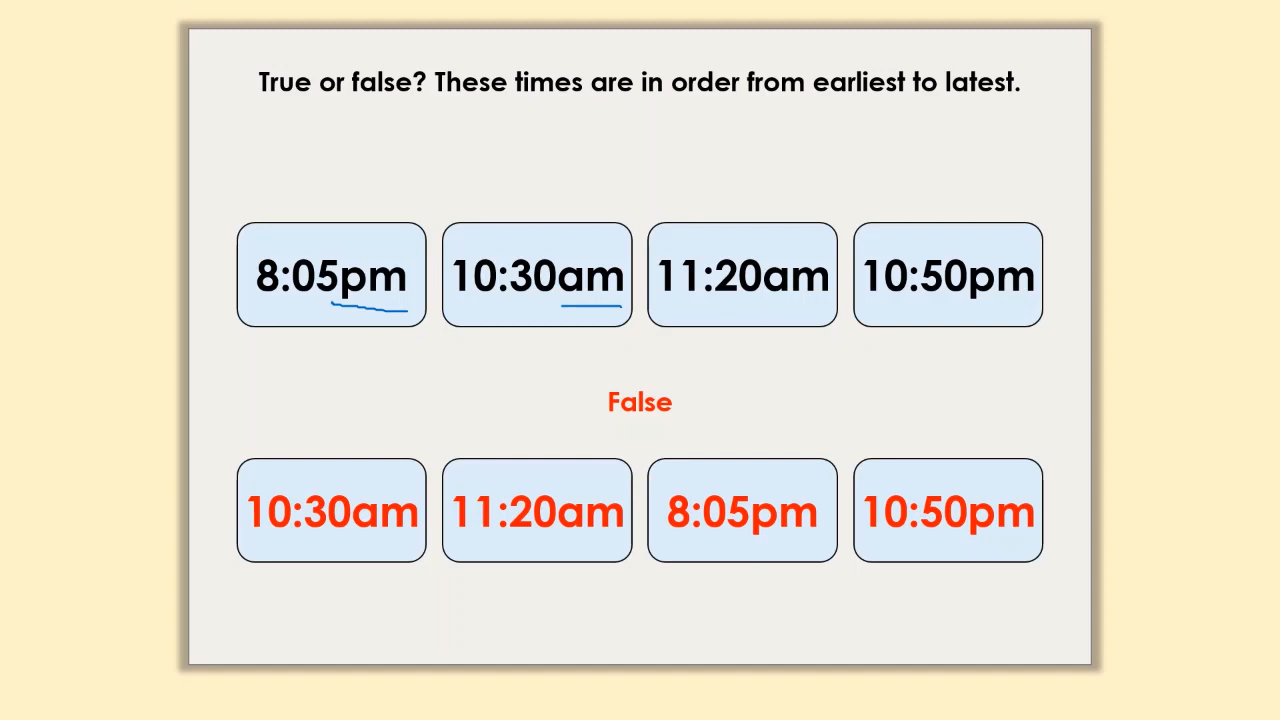 True or false? These times are in order from earliest to latest.
8:05pm 10:30am 11:20am 10:50pm
False
10:30am 11:20am 8:05pm 10:50pm